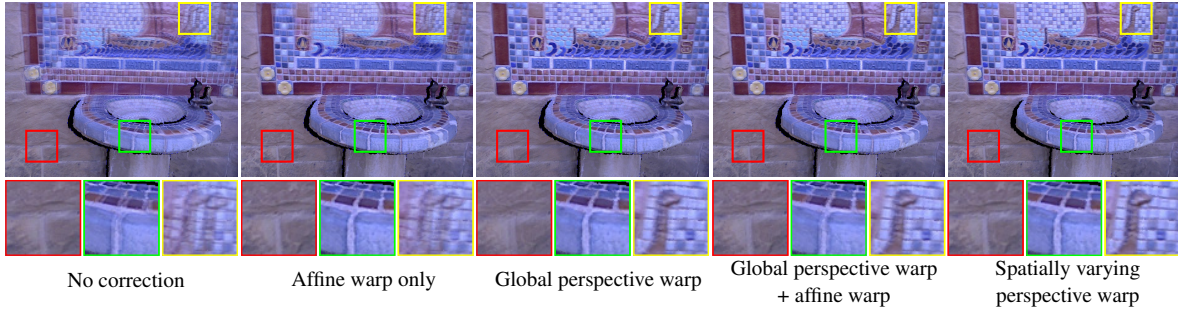 No correction
Affine warp only
Global perspective warp
Global perspective warp
+ affine warp
Spatially varying
perspective warp